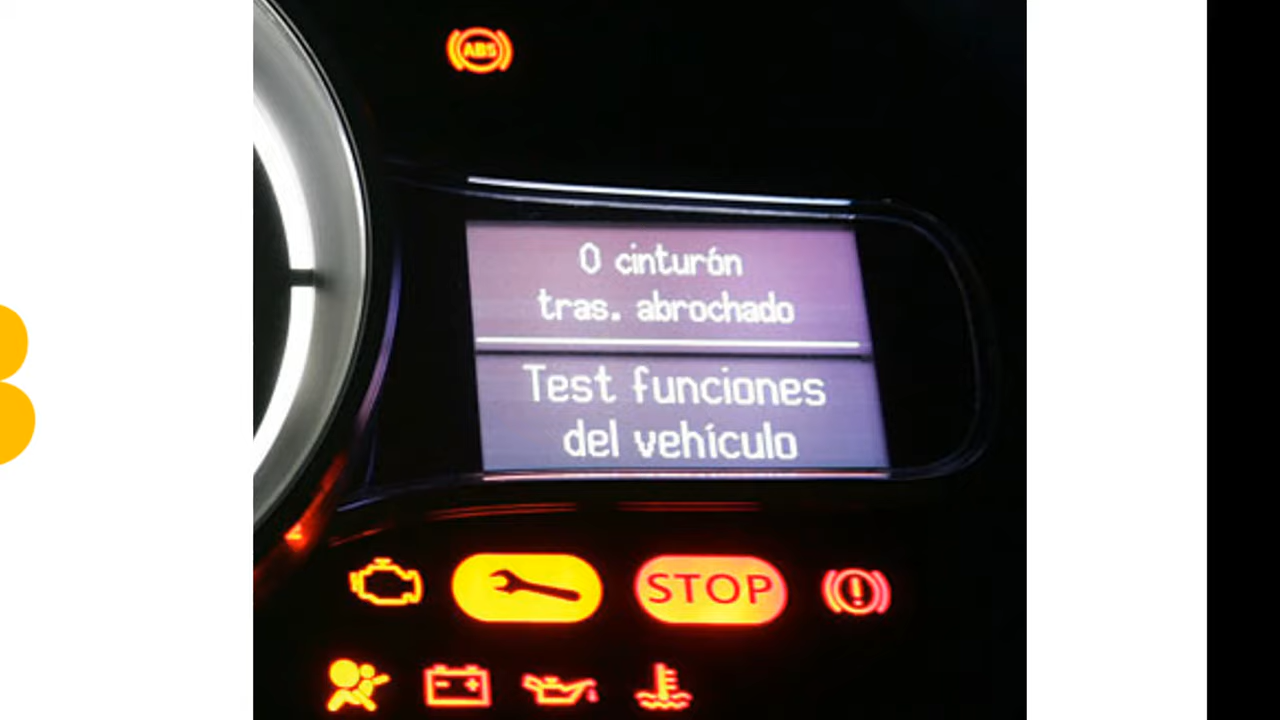 ABS
0 cinturón
tras. abrochado
Test funciones
del vehículo
STOP